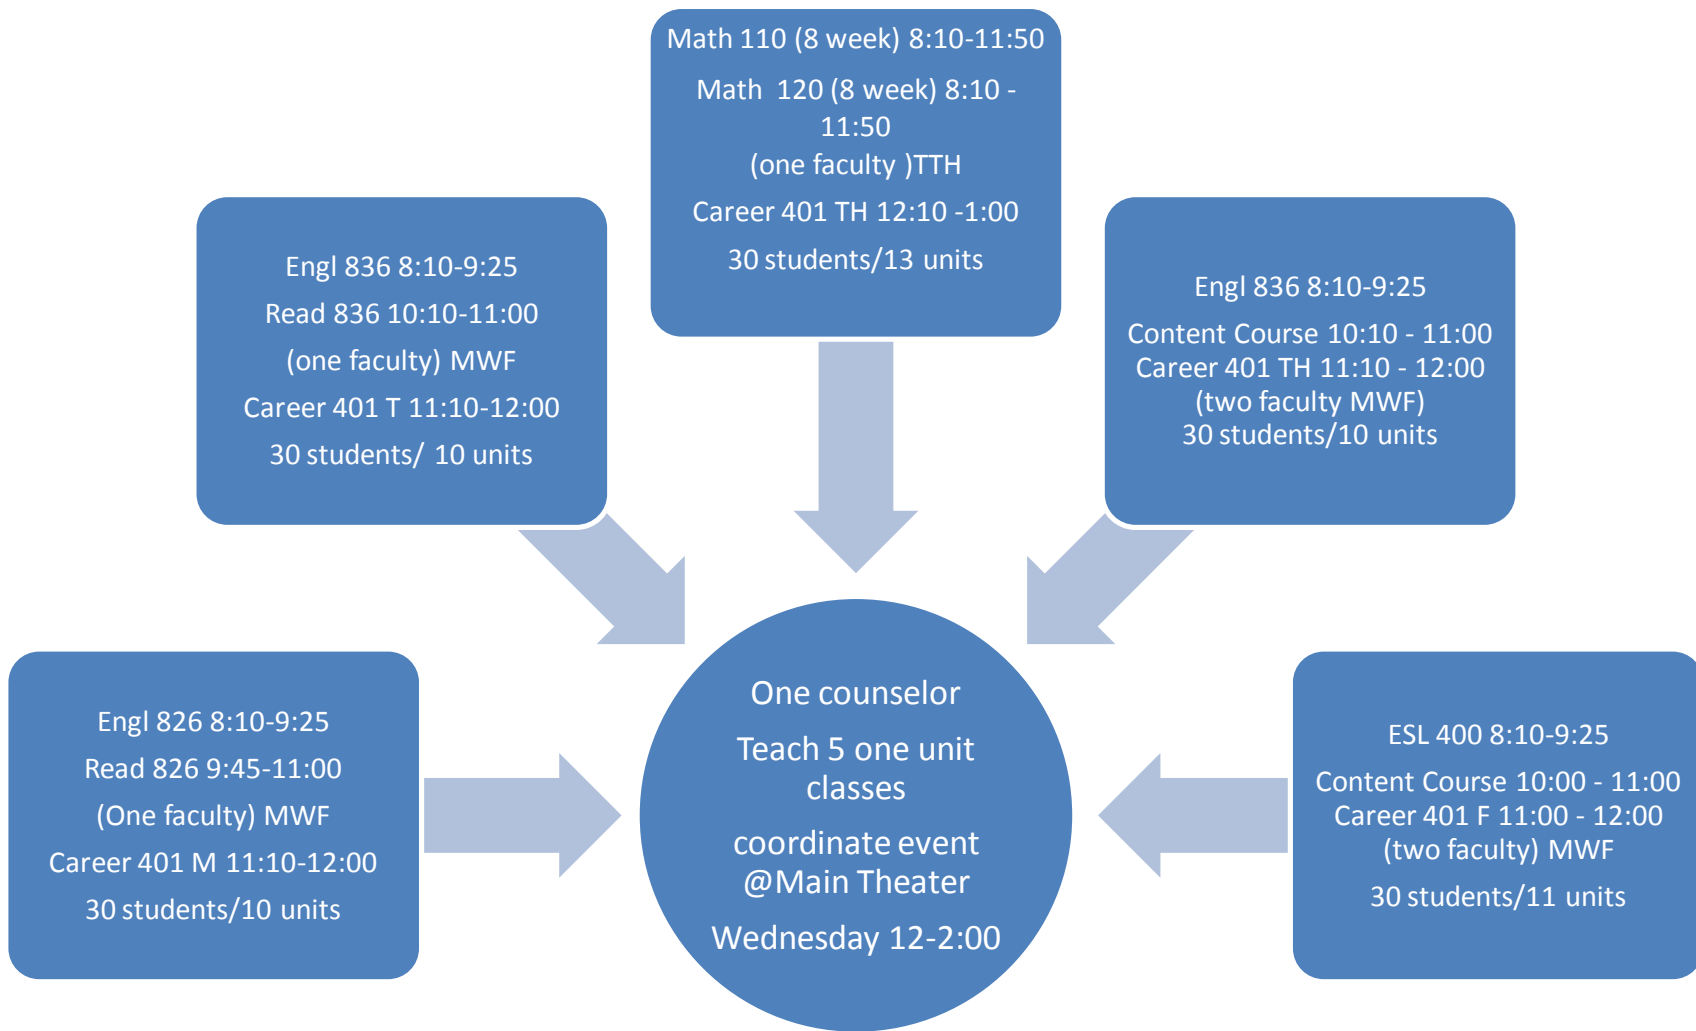 Math 110 (8 week) 8:10-11:50
Math  120 (8 week) 8:10 -
11:50
(one faculty )TTH
Career 401 TH 12:10 -1:00
30 students/13 units
Engl 836 8:10-9:25
Read 836 10:10-11:00
(one faculty) MWF
Career 401 T 11:10-12:00
30 students/ 10 units
Engl 836 8:10-9:25
Content Course 10:10 - 11:00
Career 401 TH 11:10 - 12:00
(two faculty MWF)
30 students/10 units
Engl 826 8:10-9:25
Read 826 9:45-11:00
(One faculty) MWF
Career 401 M 11:10-12:00
30 students/10 units
One counselor
Teach 5 one unit
classes
coordinate event
@Main Theater
Wednesday 12-2:00
ESL 400 8:10-9:25
Content Course 10:00 - 11:00
Career 401 F 11:00 - 12:00
(two faculty) MWF
30 students/11 units